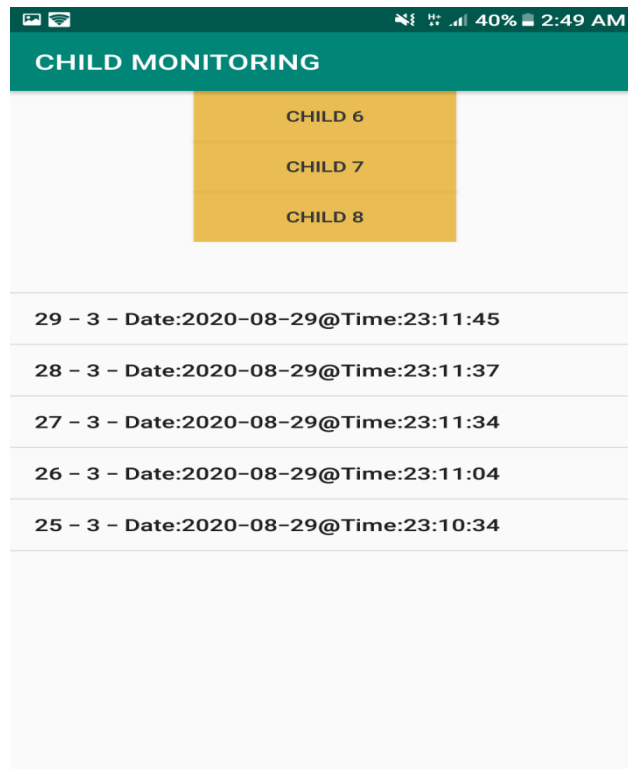 H+ 40% 2:49 AM
CHILD MONITORING
CHILD 6
CHILD 7
CHILD 8
29 - 3 - Date:2020-08-29@Time:23:11:45
28 - 3 - Date:2020-08-29@Time:23:11:37
27 - 3 - Date:2020-08-29@Time:23:11:34
26 - 3 - Date:2020-08-29@Time:23:11:04
25 - 3 - Date:2020-08-29@Time:23:10:34